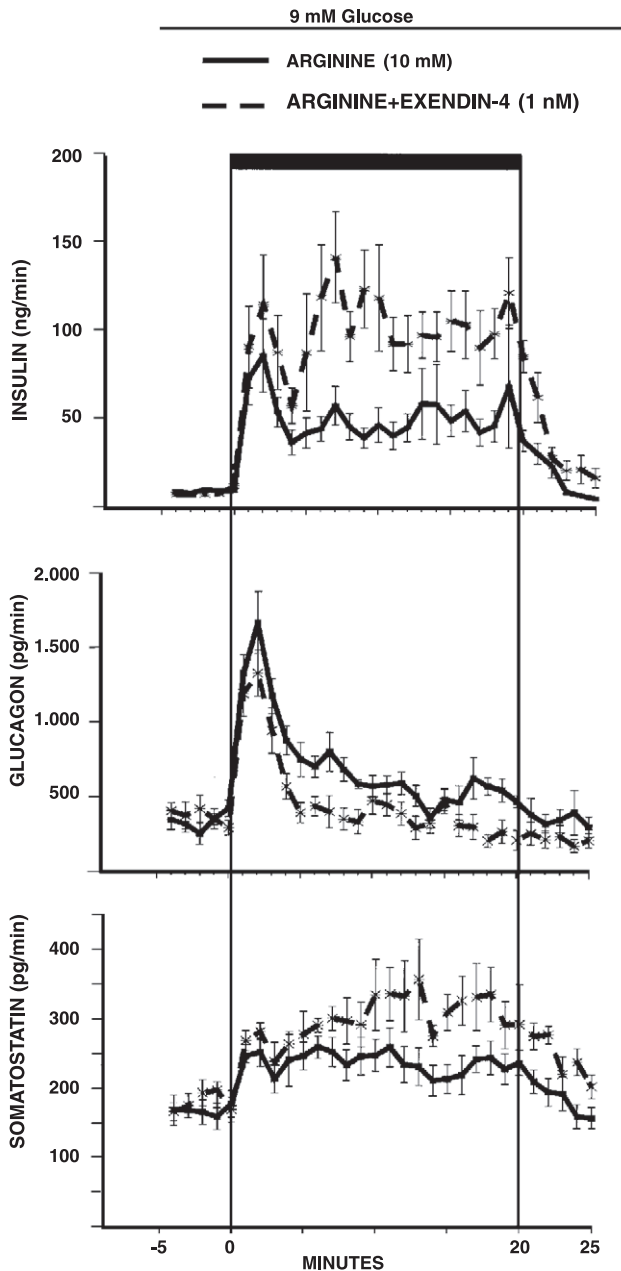 9 mM Glucose
ARGININE (10 mM)
ARGININE+EXENDIN-4 (1 nM)
200
150
100
50
INSULIN (ng/min)
2.000
1.500
1.000
500
GLUCAGON (pg/min)
400
300
200
100
SOMATOSTATIN (pg/min)
-5 0 20 25
MINUTES